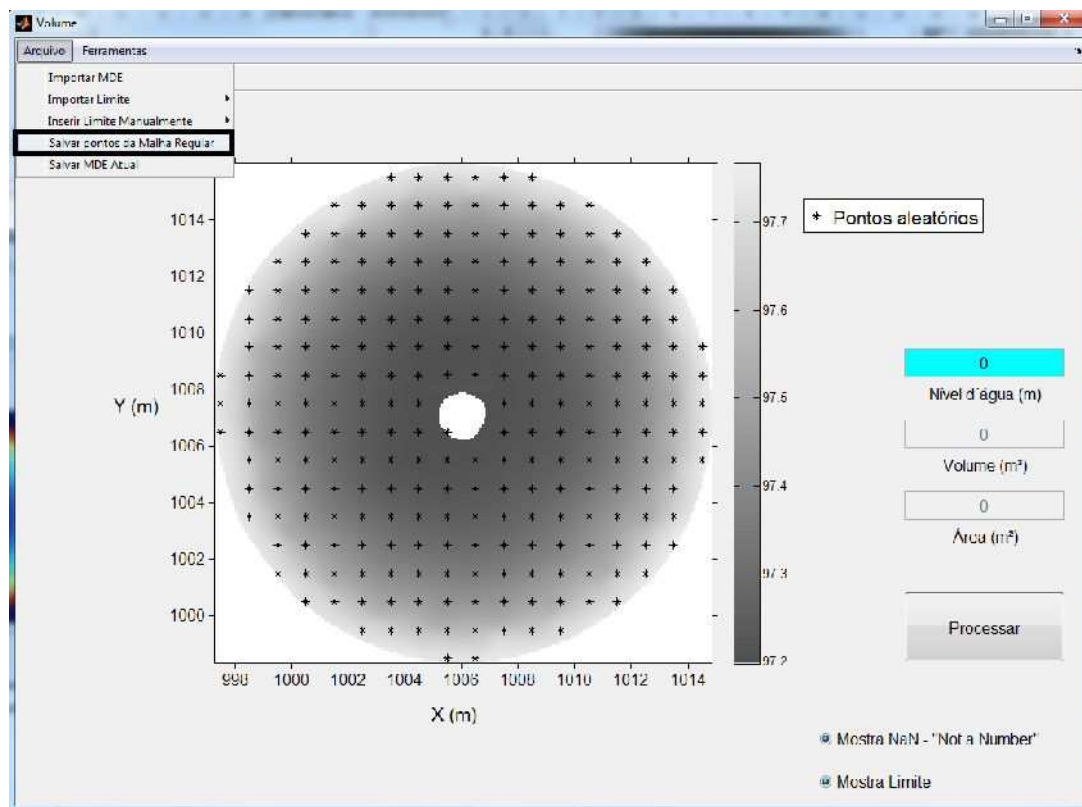 Volume
Arquivo Ferramentas
Importar MDE
Importar Limite
Inserir Limite Manualmente
Salvar pontos da Malha Regular
Salvar MDE Atual
1014
1012
1010
1008
1006
1004
1002
1000
Y (m)
998 1000 1002 1004 1006 1008 1010 1012 1014
X (m)
97.7
97.6
97.5
97.4
97.3
97.2
* Pontos aleatórios
0
Nível d´água (m)
0
Volume (m³)
0
Área (m²)
Processar
Mostra NaN - "Not a Number"
Mostra Limite